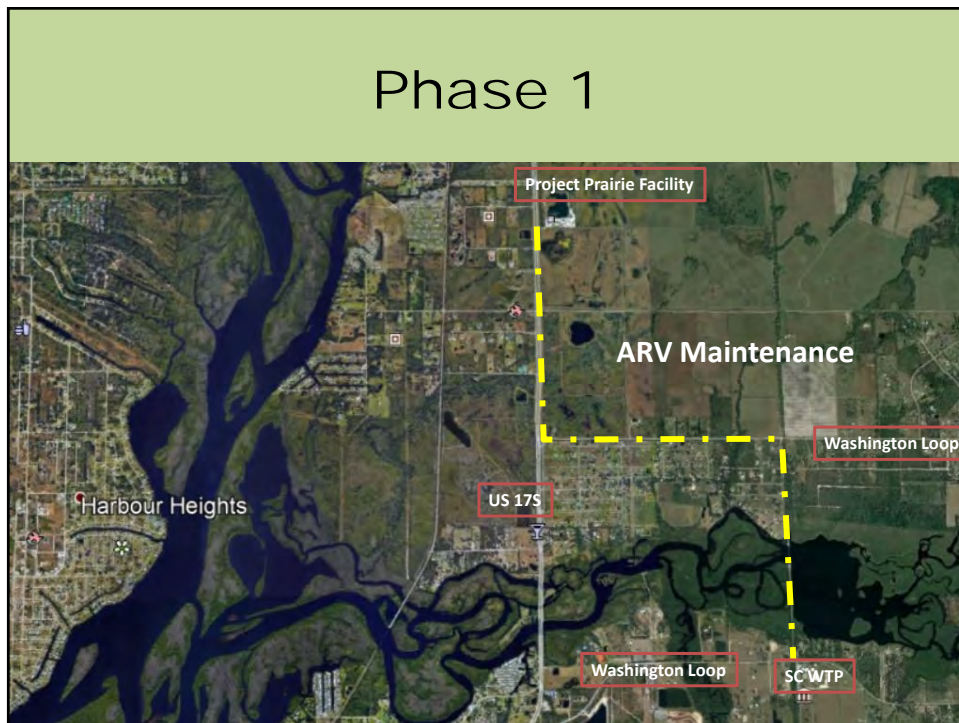 Phase 1
Project Prairie Facility
ARV Maintenance
Washington Loop
US 17S
Harbour Heights
Washington Loop
SC WTP